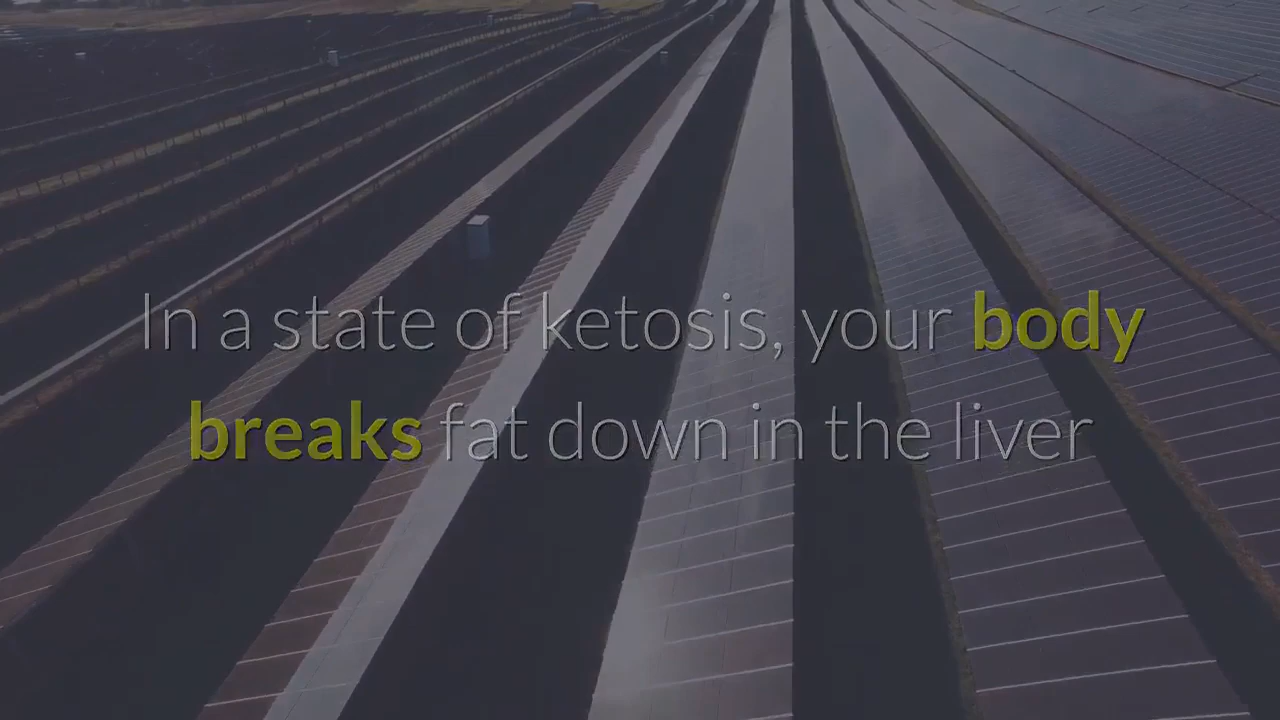 In a state of ketosis, your body
breaks fat down in the liver